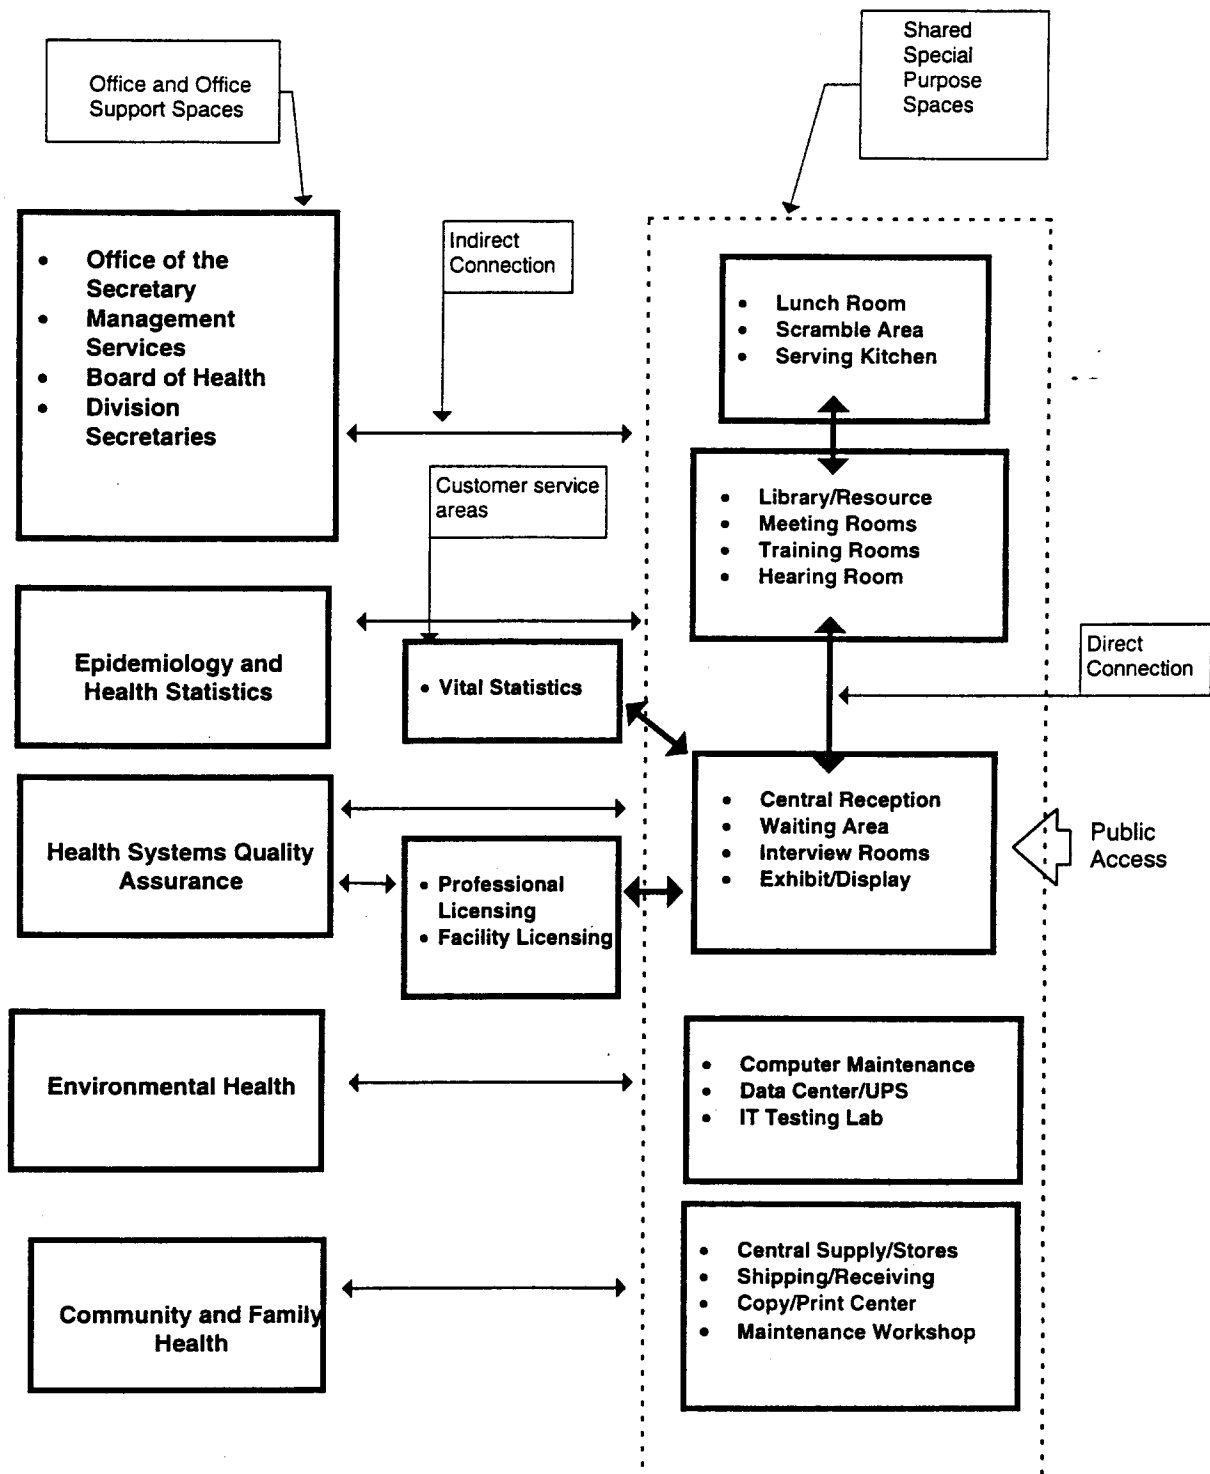 Office and Office
Support Spaces
Shared
Special
Purpose
Spaces
• Office of the
Secretary
• Management
Services
• Board of Health
• Division
Secretaries
Indirect
Connection
• Lunch Room
• Scramble Area
• Serving Kitchen
Customer service
areas
• Library/Resource
• Meeting Rooms
• Training Rooms
• Hearing Room
Epidemiology and
Health Statistics
• Vital Statistics
Direct
Connection
Health Systems Quality
Assurance
• Professional
Licensing
• Facility Licensing
• Central Reception
• Waiting Area
• Interview Rooms
• Exhibit/Display
Public
Access
Environmental Health
• Computer Maintenance
• Data Center/UPS
• IT Testing Lab
Community and Family
Health
• Central Supply/Stores
• Shipping/Receiving
• Copy/Print Center
• Maintenance Workshop